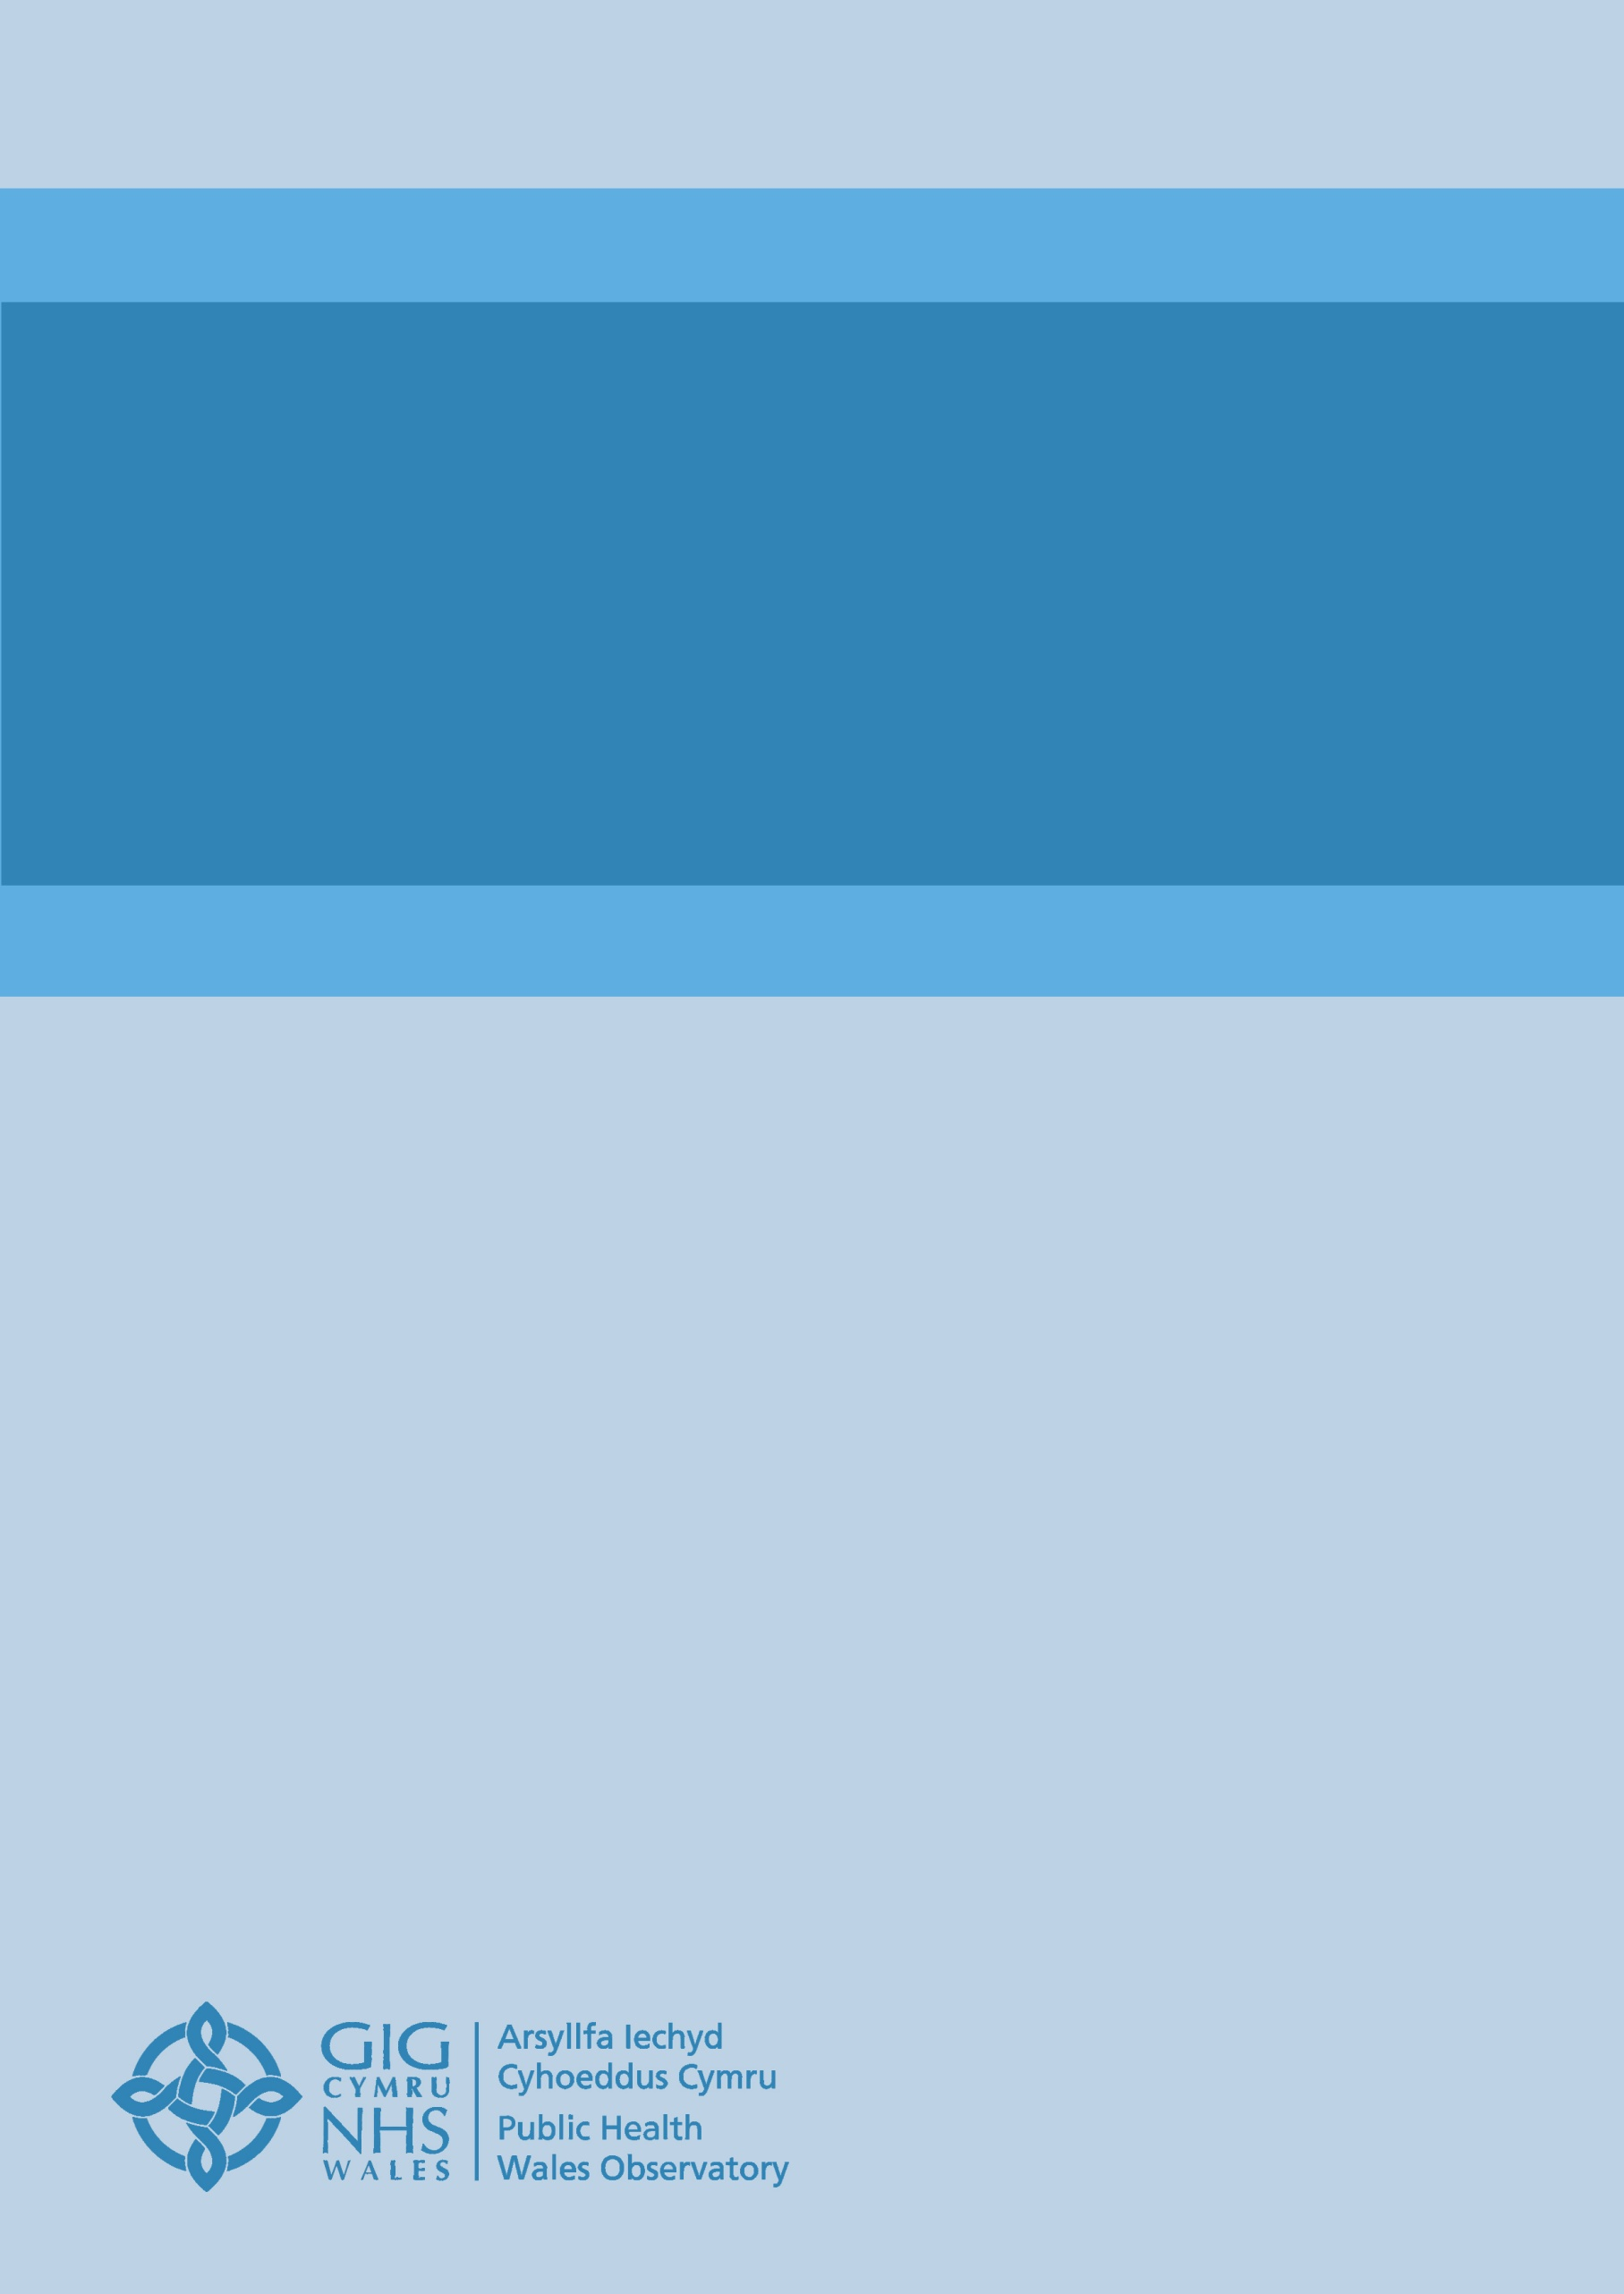 GIG
CYMRU
NHS
WALES
Arsyllfa Iechyd
Cyhoeddus Cymru
Public Health
Wales Observatory